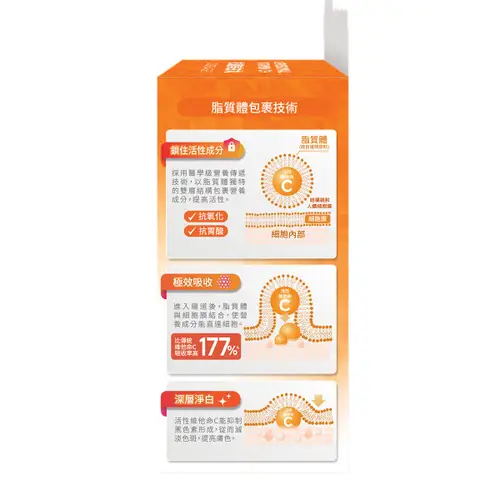 脂質體包裹技術
鎖住活性成分
採用醫學級營養傳遞
技術，以脂質體獨特
的雙層結構包裹營養
成分，提高活性。
抗氧化
抗胃酸
脂質體
C
細胞膜
細胞內部
極效吸收
進入腸道後，脂質體
與細胞膜結合，使營
養成分能直達細胞。
比傳統
維他命C
吸收率高
177%
C
深層淨白
活性維他命C能抑制
黑色素形成，從而減
淡色斑，提亮膚色。
C